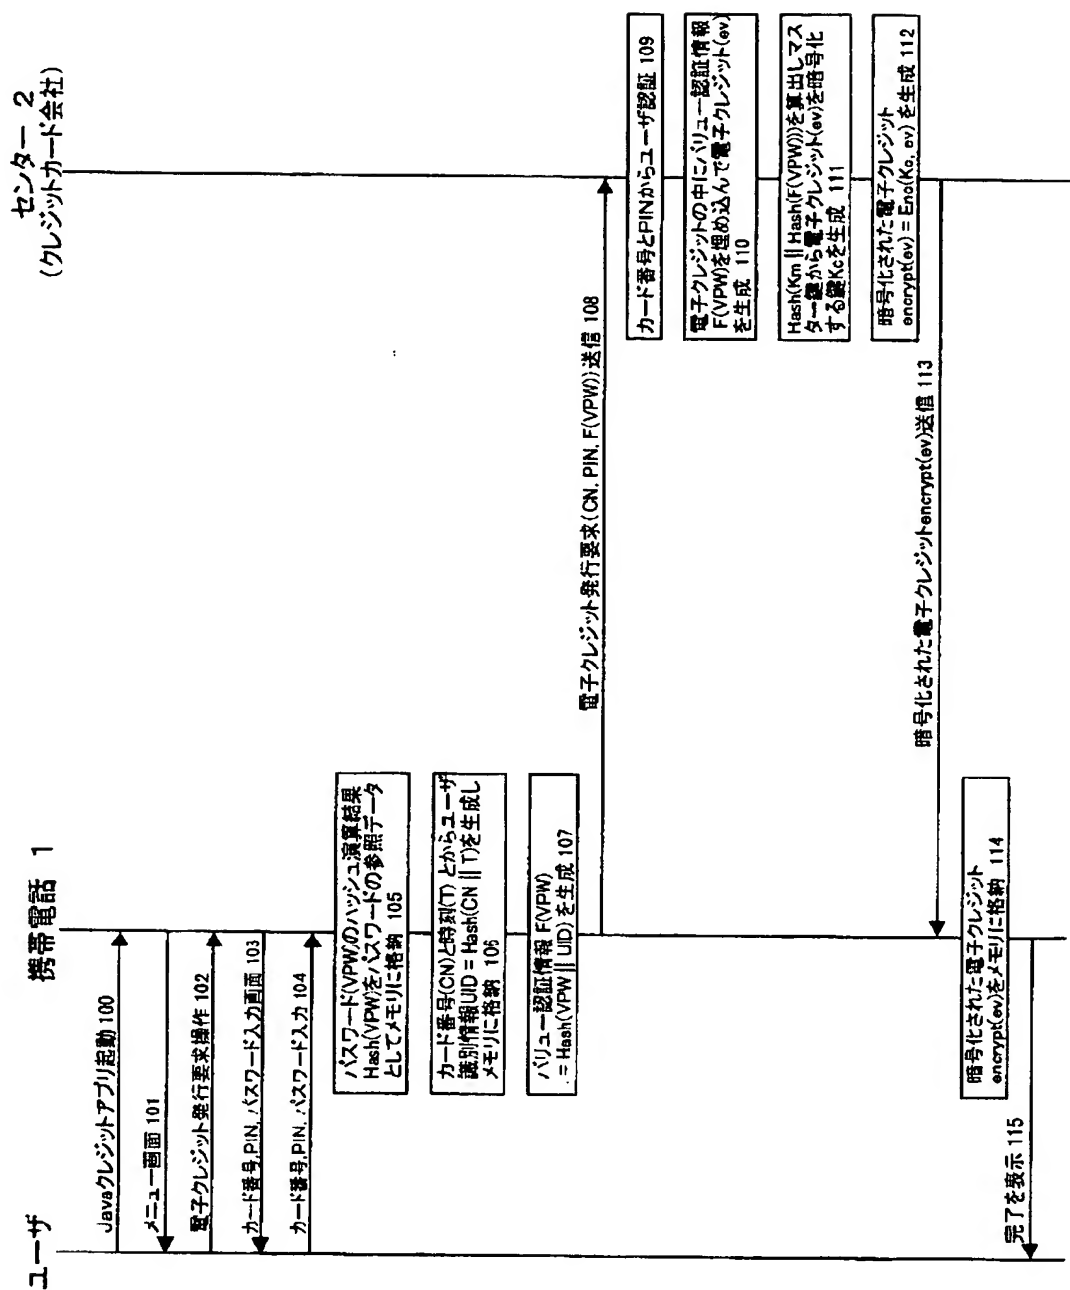 ユーザ
携帯電話 1
センター 2
(クレジットカード会社)
Javaクレジットアプリ起動 100
メニュー画面 101
電子クレジット発行要求操作 102
カード番号,PIN, パスワード入力画面 103
カード番号,PIN, パスワード入力 104
パスワード(VPW)のハッシュ演算結果
Hash(VPW)をパスワードの参照データ
としてメモリに格納 105
カード番号(CN)と時刻(T) とからユーザ
識別情報UID = Hash(CN || T)を生成し
メモリに格納 106
バリュー認証情報 F(VPW)
= Hash(VPW || UID) を生成 107
電子クレジット発行要求(CN, PIN, F(VPW))送信 108
カード番号とPINからユーザ認証 109
電子クレジットの中にバリュー認証情報
F(VPW)を埋め込んで電子クレジット(ev)
を生成 110
Hash(Km || Hash(F(VPW)))を算出しマス
ター鍵から電子クレジット(ev)を暗号化
する鍵Kcを生成 111
暗号化された電子クレジット
encrypt(ev) = Enc(Kc, ev) を生成 112
暗号化された電子クレジットencrypt(ev)送信 113
暗号化された電子クレジット
encrypt(ev)をメモリに格納 114
完了を表示 115